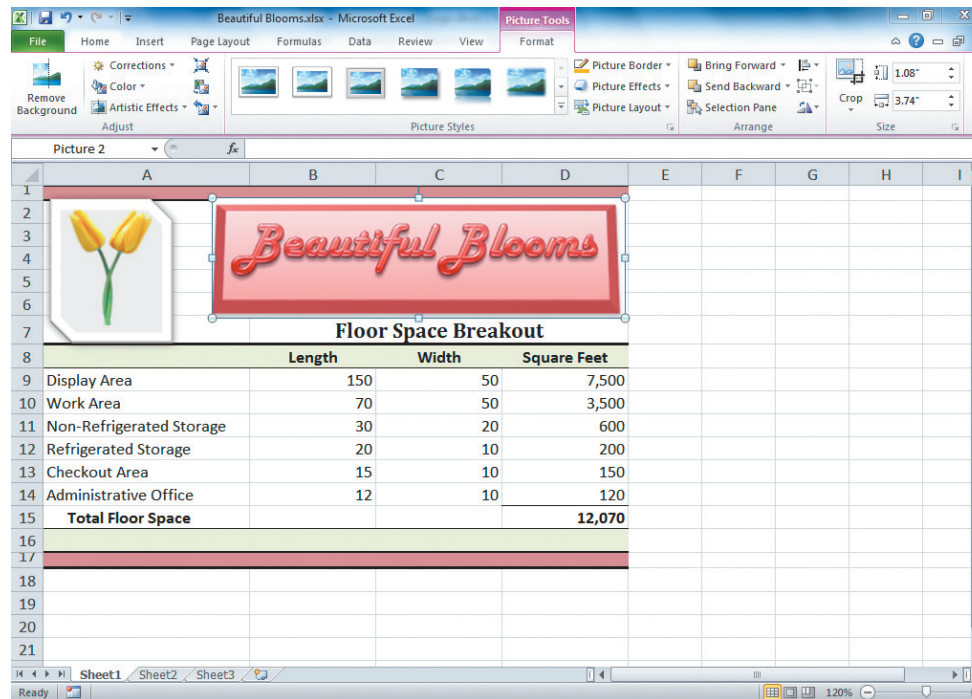 Beautiful Blooms.xlsx - Microsoft Excel
Picture Tools
File Home Insert Page Layout Formulas Data Review View Format
Remove Background
Corrections
Color
Artistic Effects
Adjust
Picture Styles
Picture Border
Picture Effects
Picture Layout
Bring Forward
Send Backward
Selection Pane
Arrange
Crop
1.08"
3.74"
Size
Picture 2 fx
A B C D E F G H I
1
2
3
4
5
6
Beautiful Blooms
7 Floor Space Breakout
8 Length Width Square Feet
9 Display Area 150 50 7,500
10 Work Area 70 50 3,500
11 Non-Refrigerated Storage 30 20 600
12 Refrigerated Storage 20 10 200
13 Checkout Area 15 10 150
14 Administrative Office 12 10 120
15 Total Floor Space 12,070
16
17
18
19
20
21
Sheet1 Sheet2 Sheet3
Ready 120%